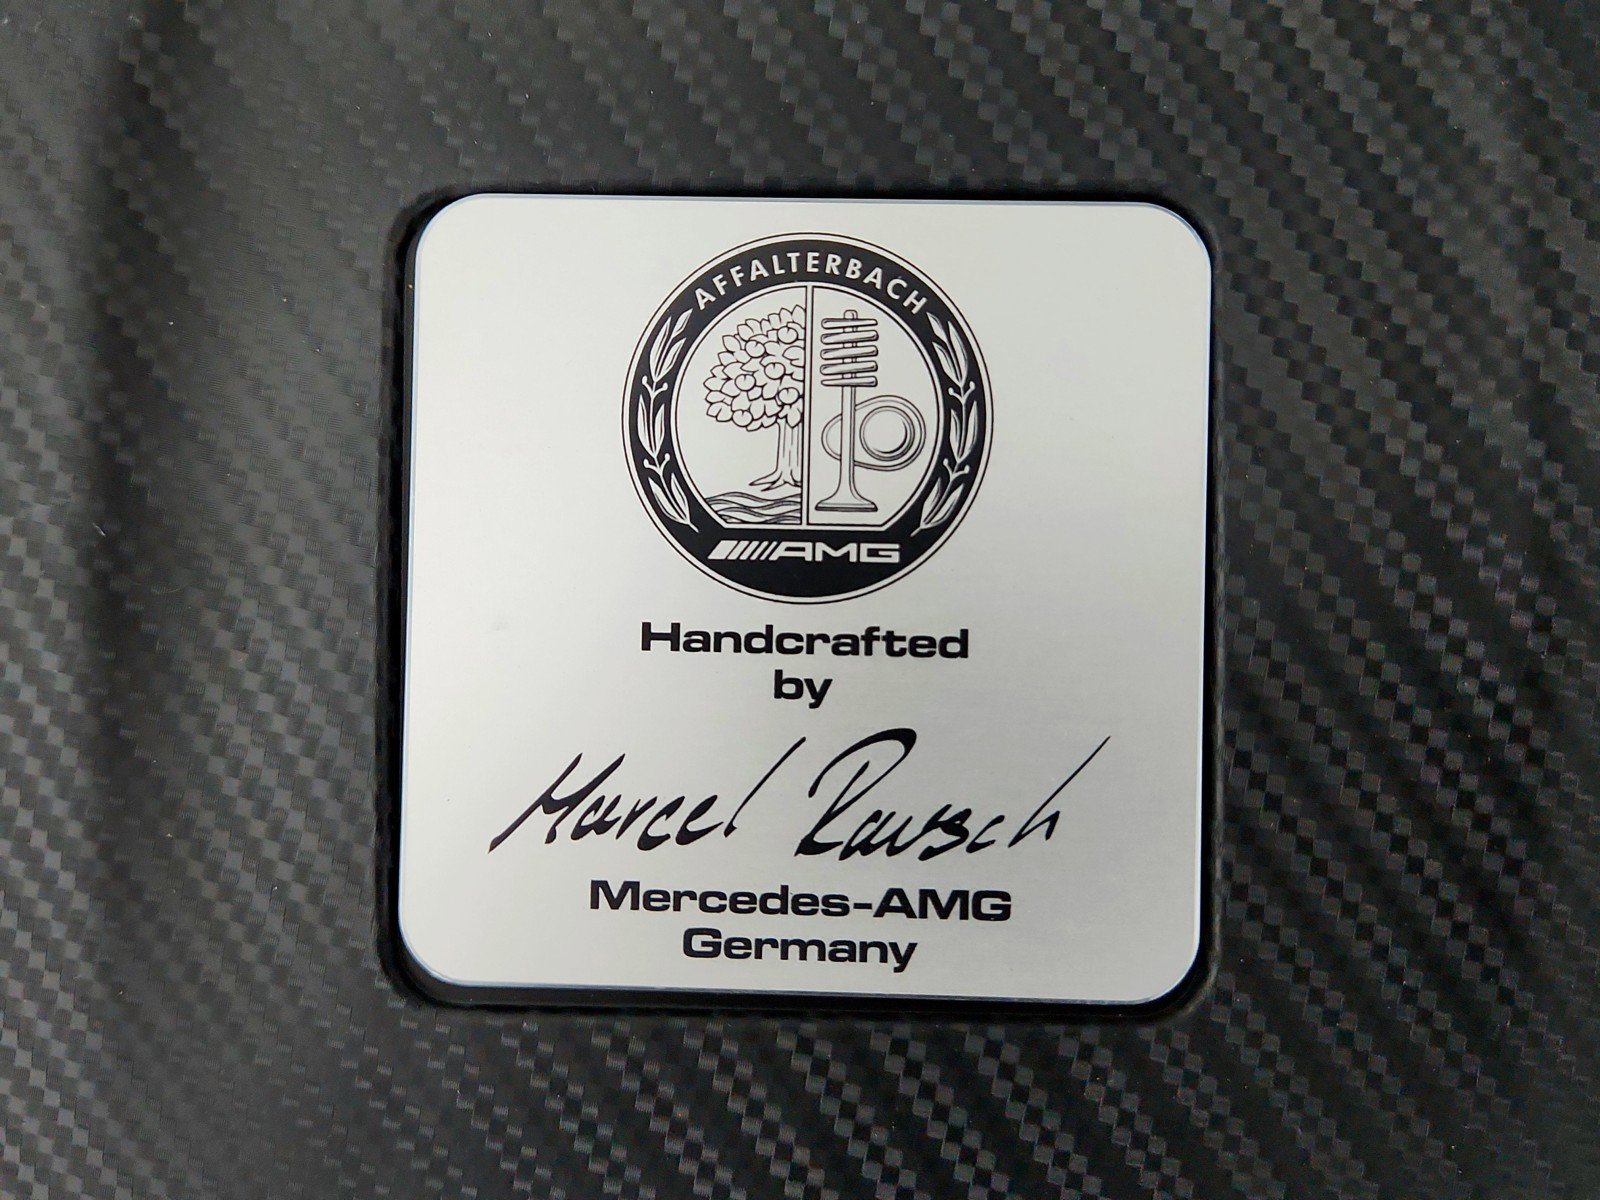 AFFALTERBACH
AMG
Handcrafted
by
Marcel Rausch
Mercedes-AMG
Germany